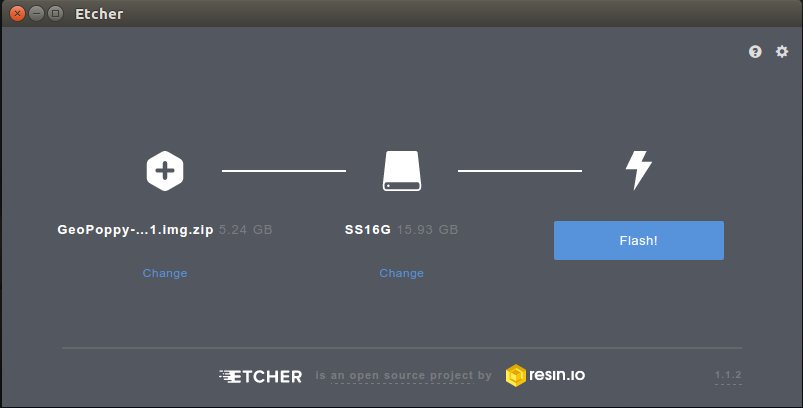 Etcher
GeoPoppy-...1.img.zip 5.24 GB
SS16G 15.93 GB
Flash!
Change
Change
ETCHER is an open source project by resin.io 1.1.2